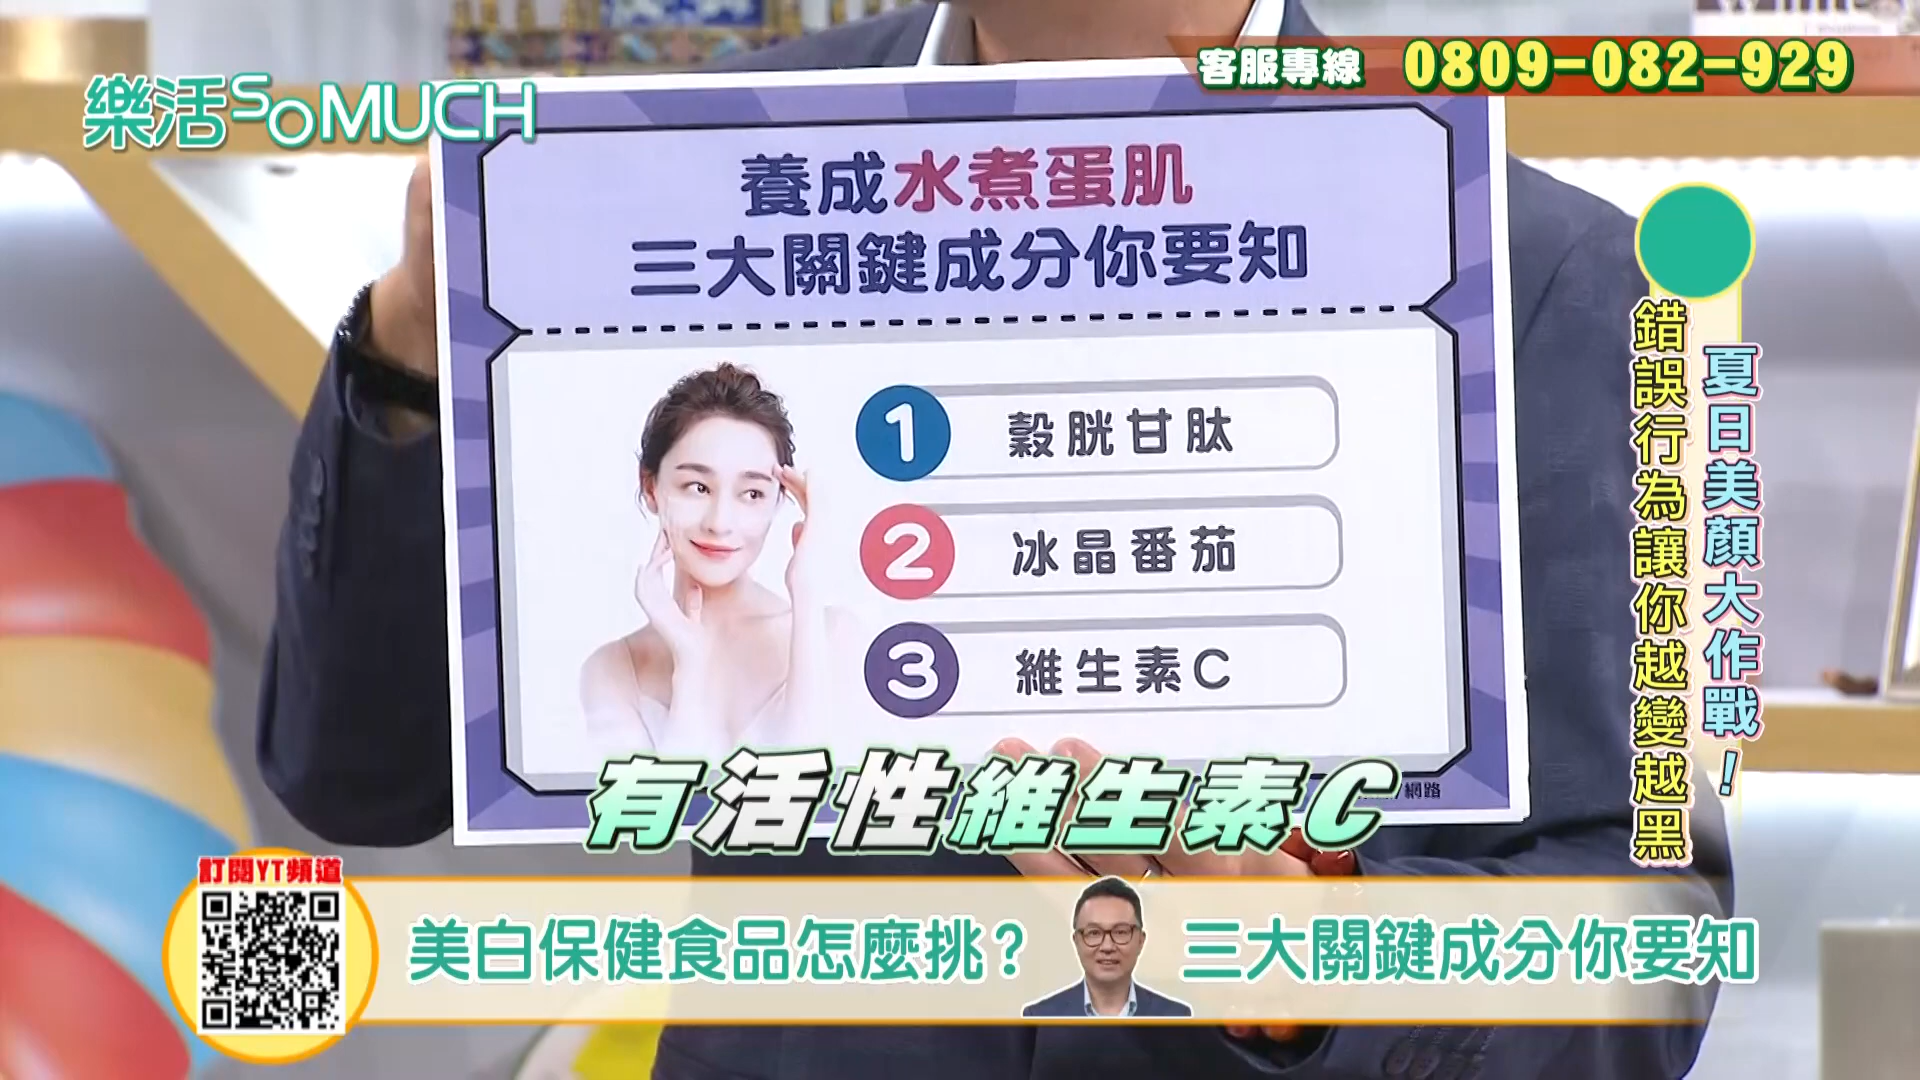 樂活SOMUCH
客服專線 0809-082-929
養成水煮蛋肌
三大關鍵成分你要知
1 穀胱甘肽
2 冰晶番茄
3 維生素C
網路
有活性維生素C
夏日美顏大作戰！
錯誤行為讓你越變越黑
訂閱YT頻道
美白保健食品怎麼挑？
三大關鍵成分你要知